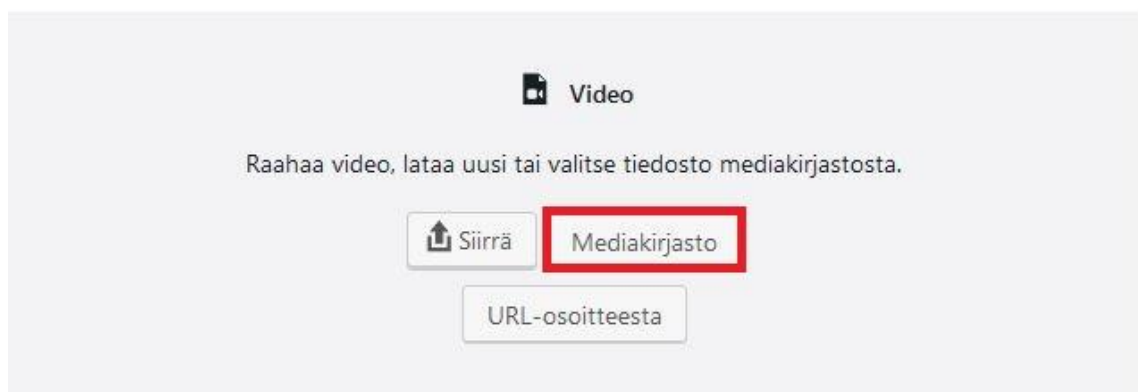 Video
Raahaa video, lataa uusi tai valitse tiedosto mediakirjastosta.
Siirrä Mediakirjasto
URL-osoitteesta